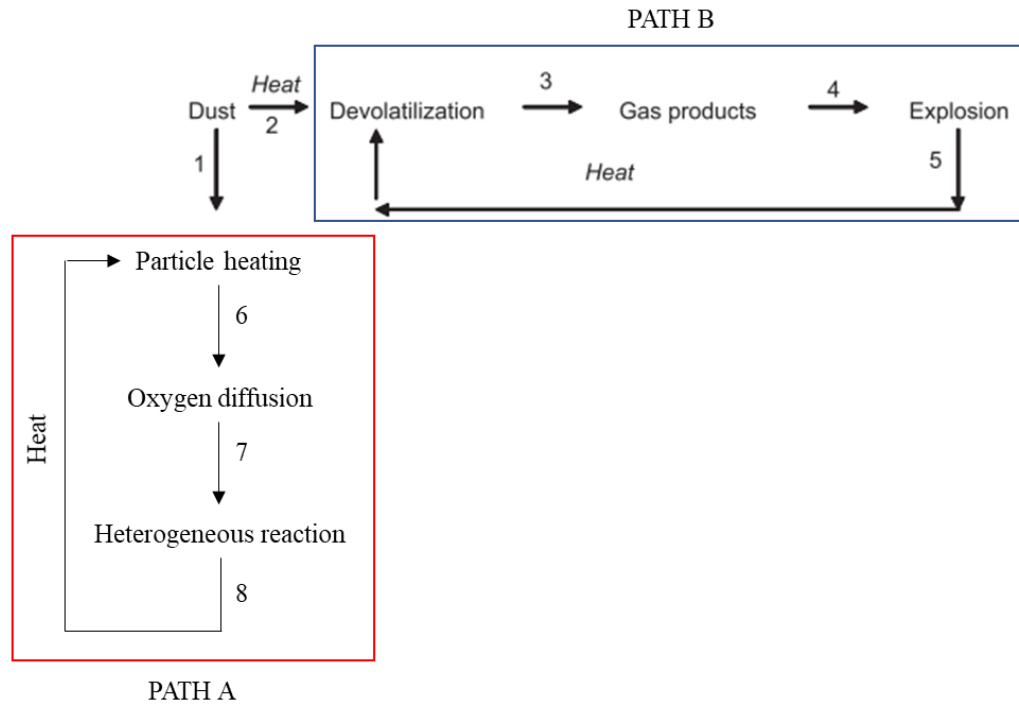 PATH B
Heat
Dust
2
Devolatilization
3
Gas products
4
Explosion
1
Heat
5
Particle heating
6
Oxygen diffusion
Heat
7
Heterogeneous reaction
8
PATH A